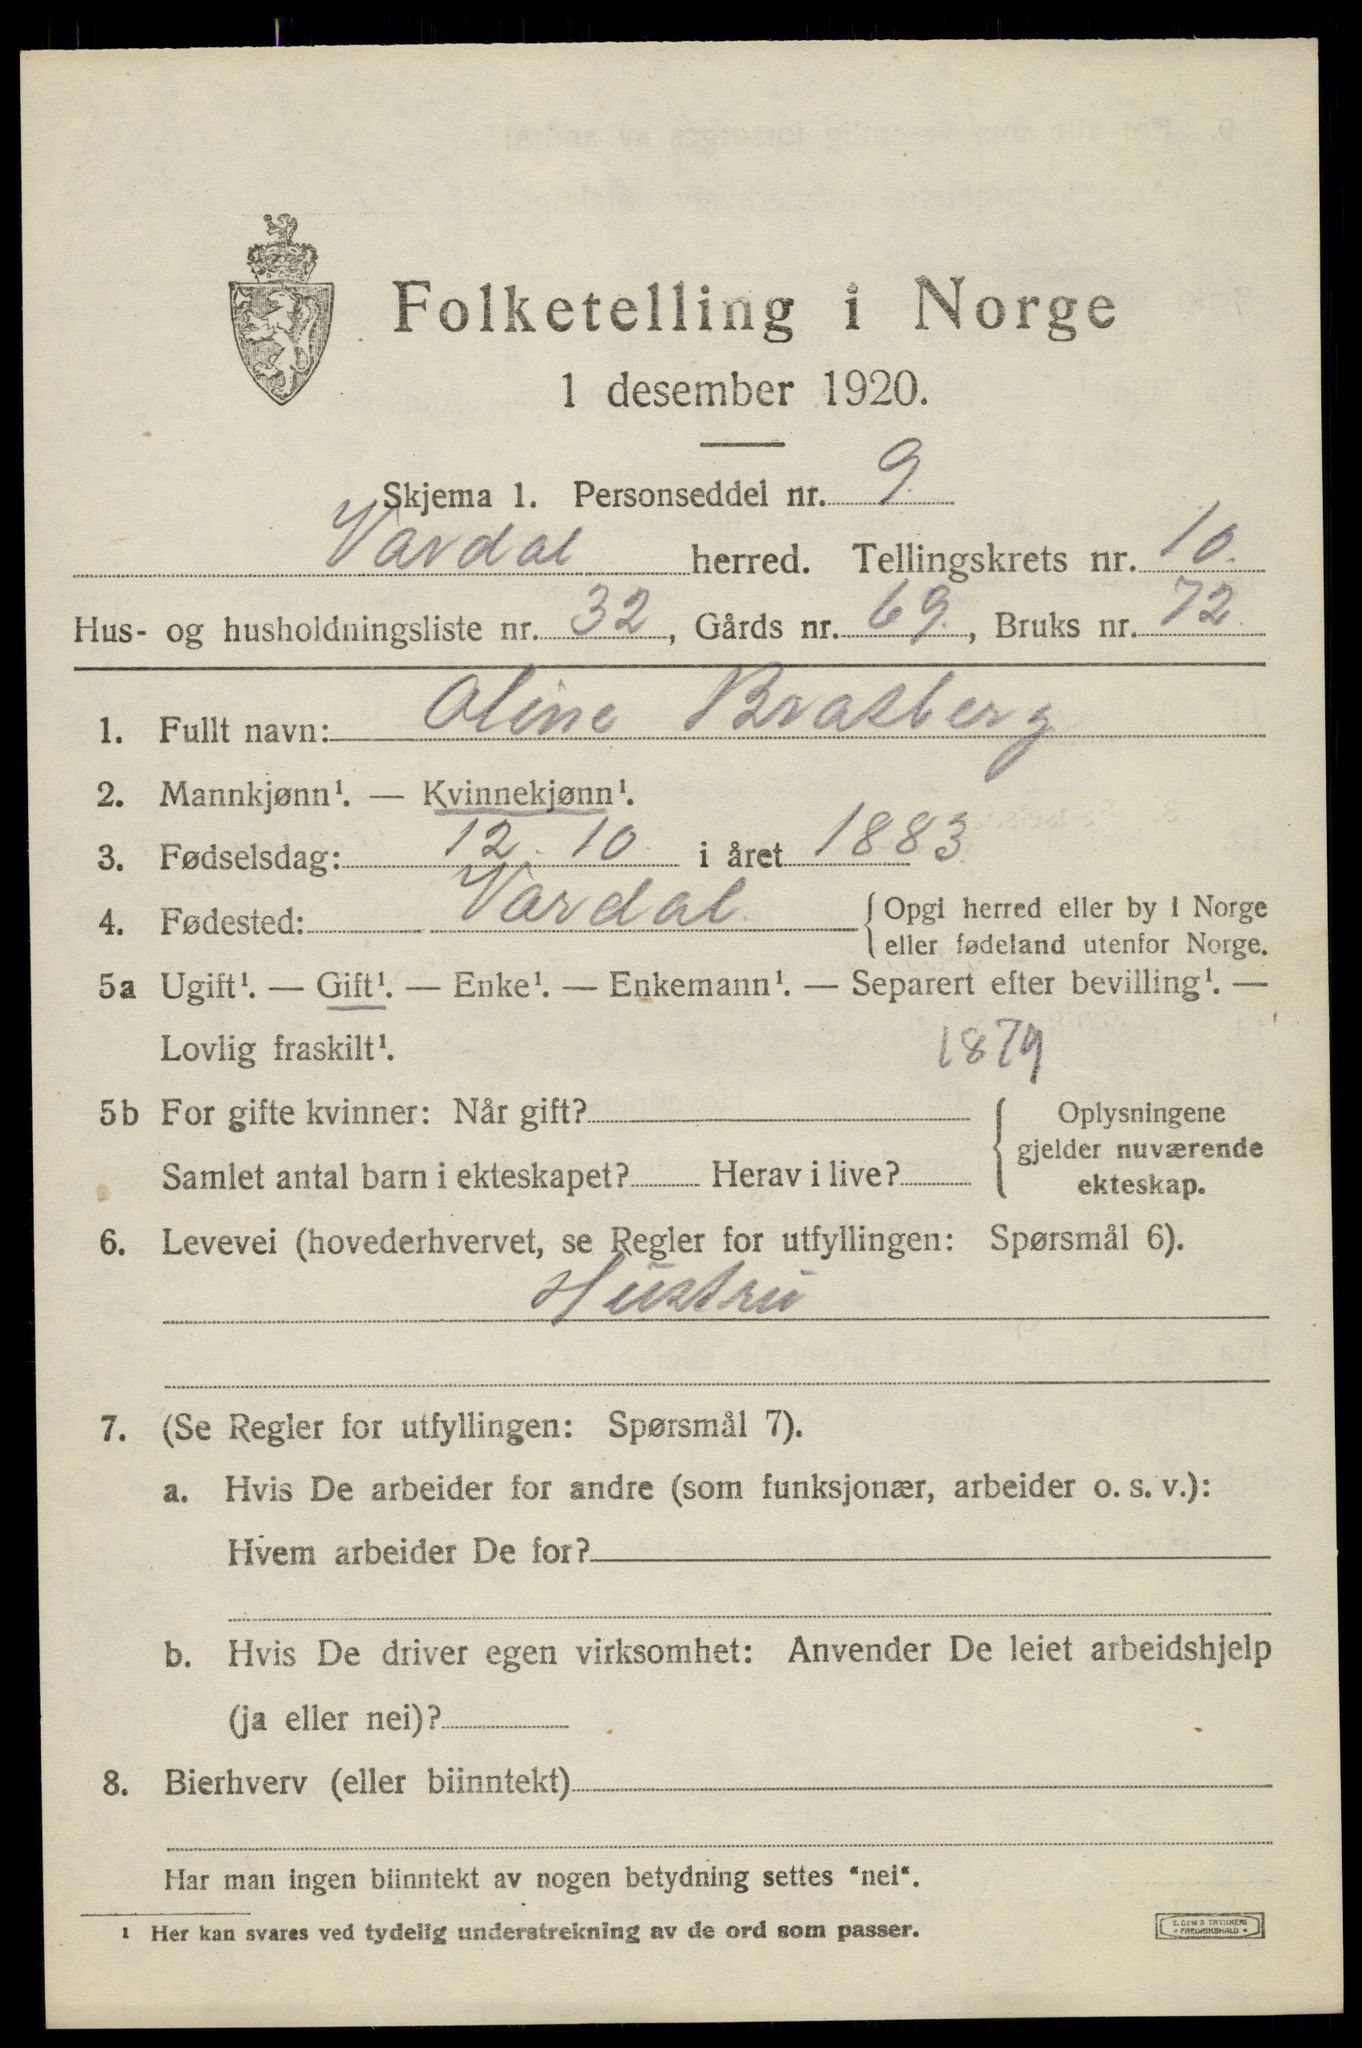 Folketelling i Norge
1 desember 1920.
Skjema 1. Personseddel nr. 9.
Vardal herred. Tellingskrets nr. 10.
Hus- og husholdningsliste nr. 32, Gårds nr. 69., Bruks nr. 72.
1. Fullt navn: Oline Bratberg
2. Mannkjønn¹. — Kvinnekjønn¹.
3. Fødselsdag: 12. 10. i året 1883.
4. Fødested: Vardal. { Opgi herred eller by i Norge
eller fødeland utenfor Norge.
5a Ugift¹. — Gift¹. — Enke¹. — Enkemann¹. — Separert efter bevilling¹. —
Lovlig fraskilt¹.
1879
5b For gifte kvinner: Når gift? { Oplysningene
gjelder nuværende
Samlet antal barn i ekteskapet? Herav i live? ekteskap.
6. Levevei (hovederhvervet, se Regler for utfyllingen: Spørsmål 6).
Hustru
7. (Se Regler for utfyllingen: Spørsmål 7).
a. Hvis De arbeider for andre (som funksjonær, arbeider o. s. v.):
Hvem arbeider De for?
b. Hvis De driver egen virksomhet: Anvender De leiet arbeidshjelp
(ja eller nei)?
8. Bierhverv (eller biinntekt)
Har man ingen biinntekt av nogen betydning settes "nei".
¹ Her kan svares ved tydelig understrekning av de ord som passer.
TRYKKERI
FREDRIKSHALD